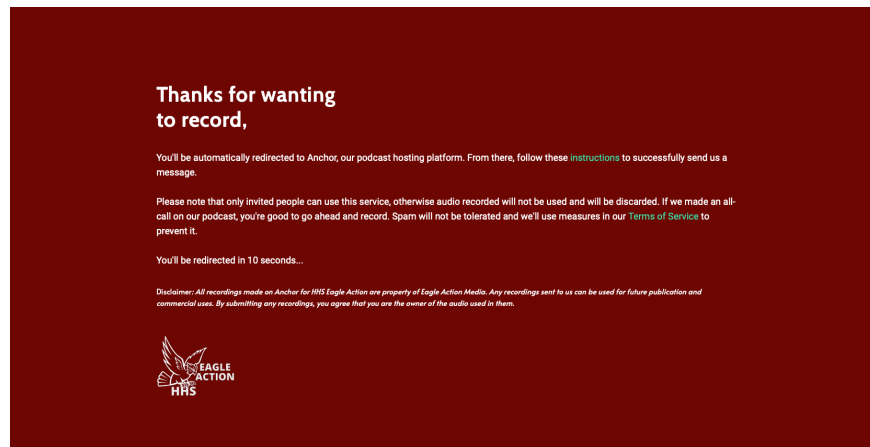 Thanks for wanting
to record,
You'll be automatically redirected to Anchor, our podcast hosting platform. From there, follow these instructions to successfully send us a
message.
Please note that only invited people can use this service, otherwise audio recorded will not be used and will be discarded. If we made an all-
call on our podcast, you're good to go ahead and record. Spam will not be tolerated and we'll use measures in our Terms of Service to
prevent it.
You'll be redirected in 10 seconds...
Disclaimer: All recordings made on Anchor for HHS Eagle Action are property of Eagle Action Media. Any recordings sent to us can be used for future publication and
commercial uses. By submitting any recordings, you agree that you are the owner of the audio used in them.
EAGLE
ACTION
HHS